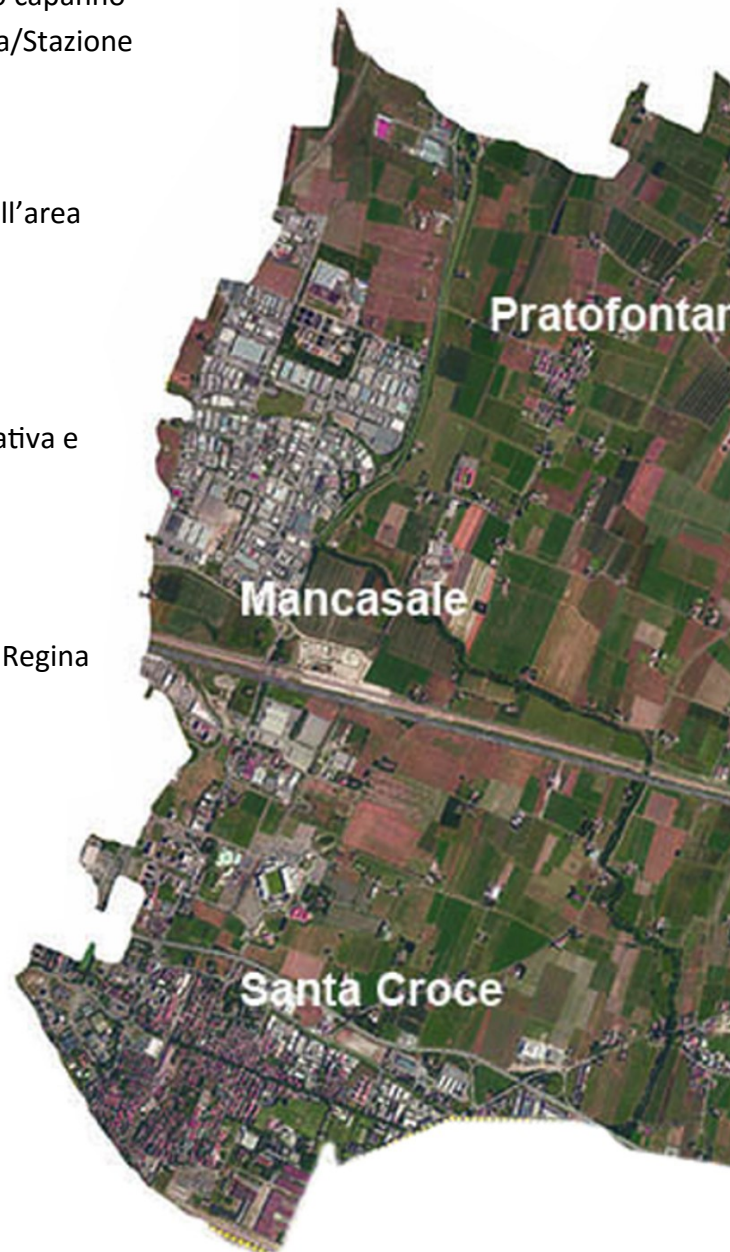 capanno
a/Stazione
ll'area
Pratofontar
ativa e
Mancasale
Regina
Santa Croce